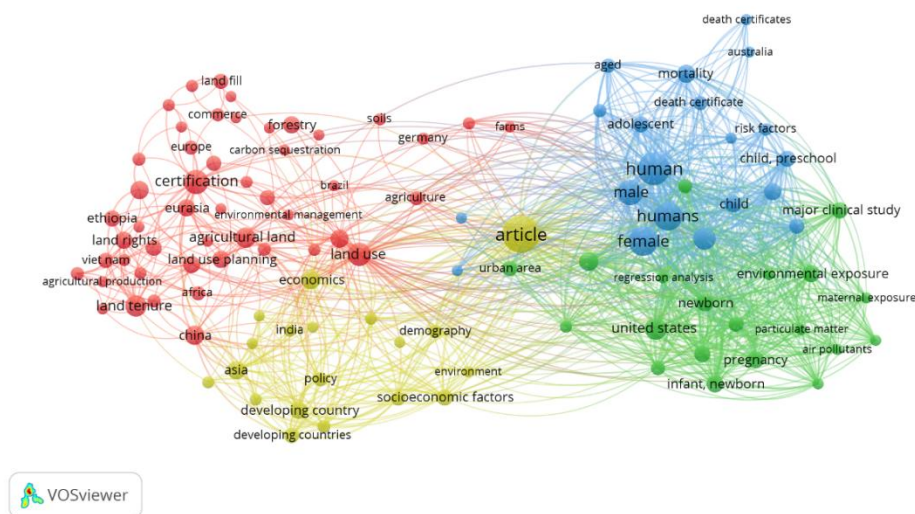 death certificates
australia
aged
mortality
death certificate
adolescent
risk factors
child, preschool
human
male
child
humans
major clinical study
female
land fill
commerce
forestry
soils
farms
germany
europe
carbon sequestration
certification
brazil
agriculture
eurasia
environmental management
ethiopia
land rights
agricultural land
viet nam
land use planning
land use
agricultural production
africa
economics
land tenure
china
article
urban area
regression analysis
environmental exposure
newborn
maternal exposure
united states
particulate matter
air pollutants
pregnancy
infant, newborn
india
demography
asia
policy
environment
socioeconomic factors
developing country
developing countries
VOSviewer